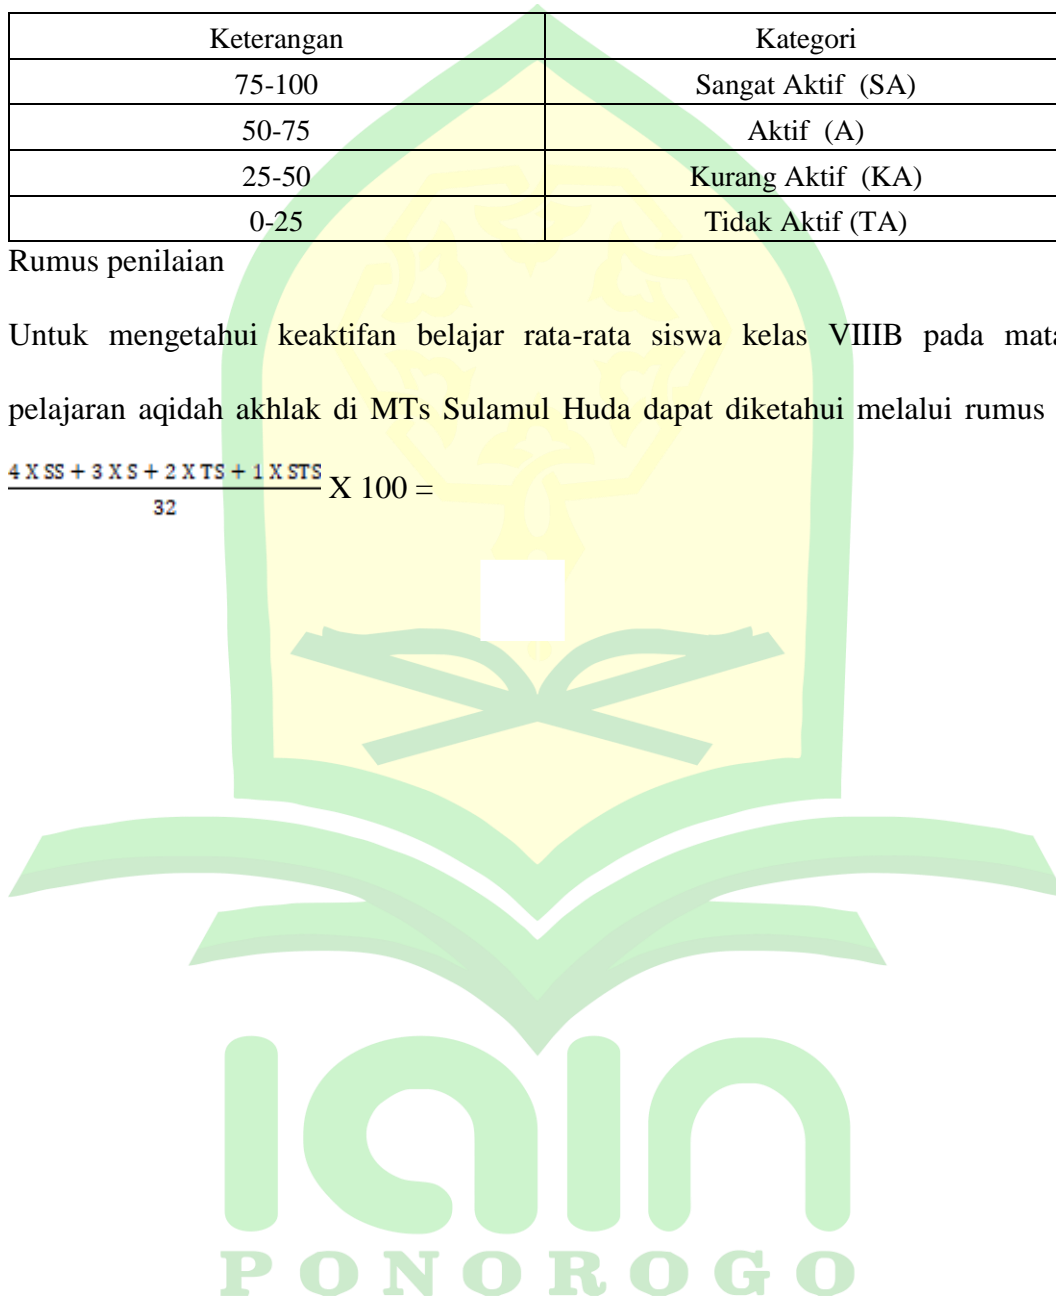 Keterangan Kategori
75-100 Sangat Aktif (SA)
50-75 Aktif (A)
25-50 Kurang Aktif (KA)
0-25 Tidak Aktif (TA)
Rumus penilaian
Untuk mengetahui keaktifan belajar rata-rata siswa kelas VIIIB pada mata
pelajaran aqidah akhlak di MTs Sulamul Huda dapat diketahui melalui rumus
4 X SS + 3 X S + 2 X TS + 1 X STS
32
X 100 =
iain
PONOROGO